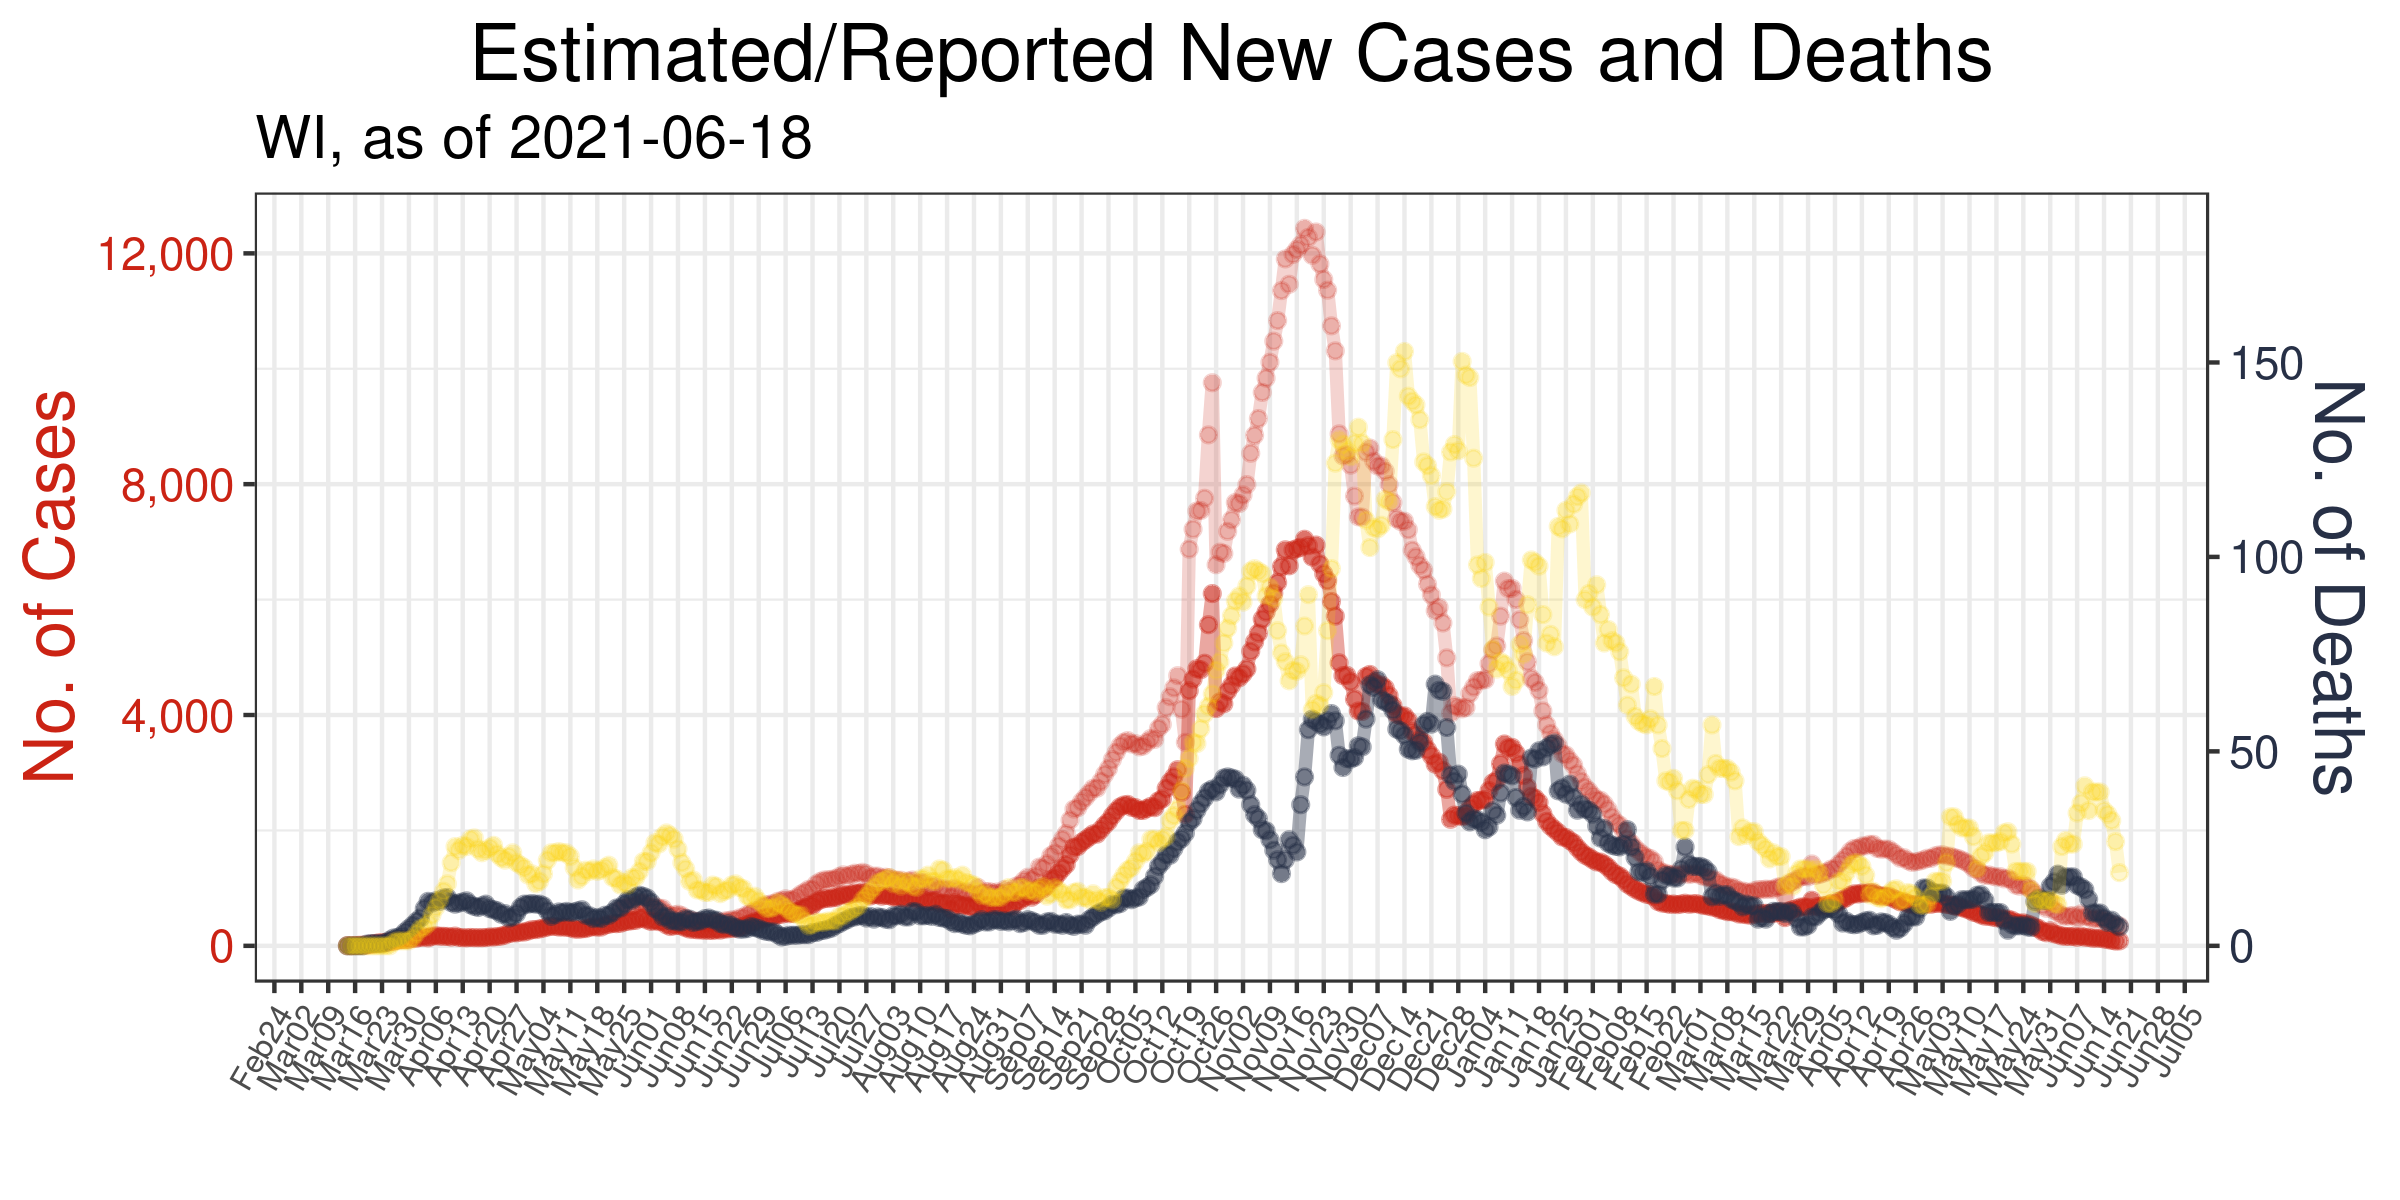 Estimated/Reported New Cases and Deaths
WI, as of 2021-06-18
No. of Cases
12,000
8,000
4,000
0
150
100
50
0
No. of Deaths
Feb24
Mar02
Mar09
Mar16
Mar23
Mar30
Apr06
Apr13
Apr20
Apr27
May04
May11
May18
May25
Jun01
Jun08
Jun15
Jun22
Jun29
Jul06
Jul13
Jul20
Jul27
Aug03
Aug10
Aug17
Aug24
Aug31
Sep07
Sep14
Sep21
Sep28
Oct05
Oct12
Oct19
Oct26
Nov02
Nov09
Nov16
Nov23
Nov30
Dec07
Dec14
Dec21
Dec28
Jan04
Jan11
Jan18
Jan25
Feb01
Feb08
Feb15
Feb22
Mar01
Mar08
Mar15
Mar22
Mar29
Apr05
Apr12
Apr19
Apr26
May03
May10
May17
May24
May31
Jun07
Jun14
Jun21
Jun28
Jul05